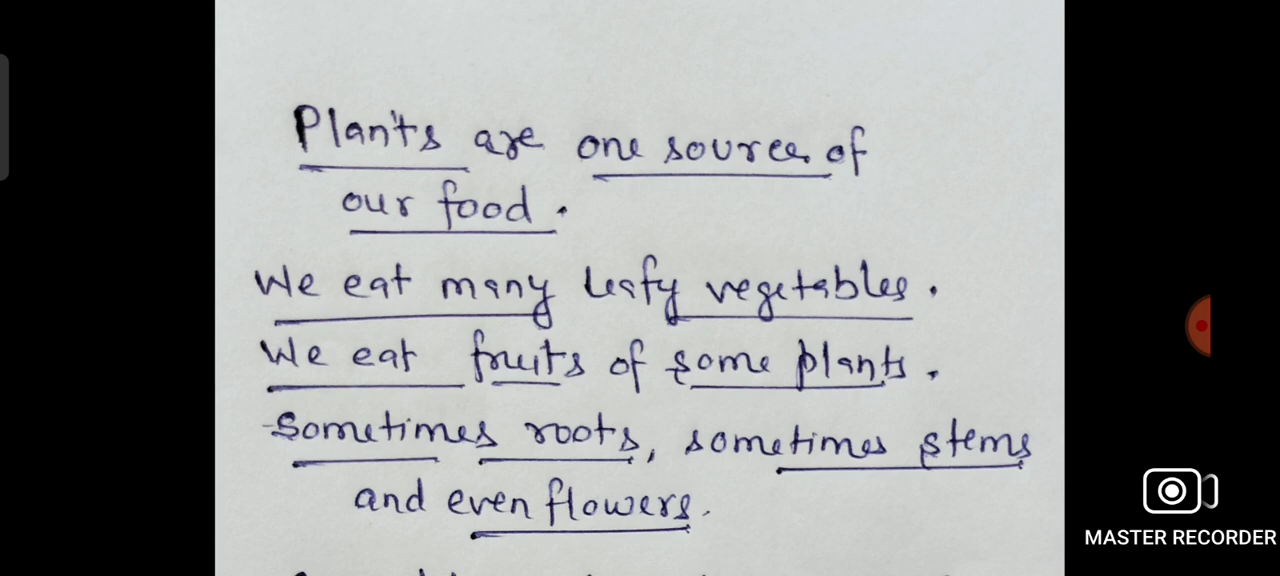 Plants are one source of
our food.
We eat many leafy vegetables.
We eat fruits of some plants.
Sometimes roots, sometimes stems
and even flowers.
MASTER RECORDER